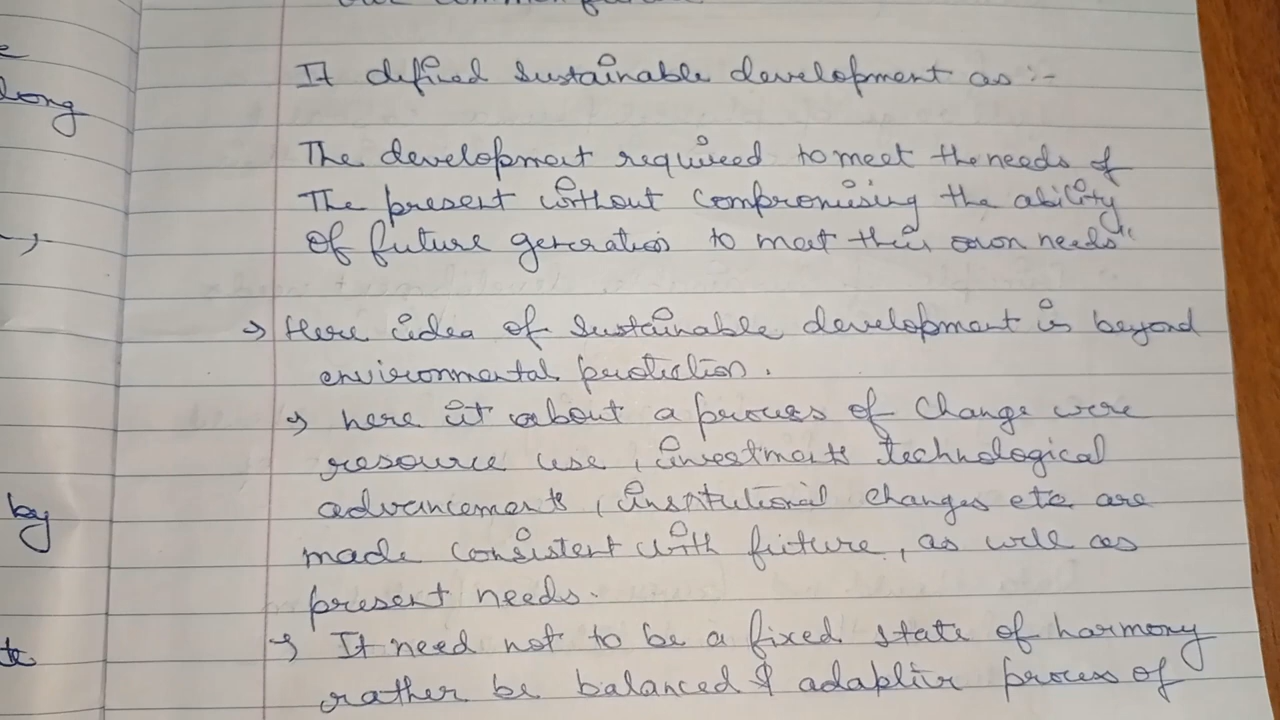 long
It defined sustainable development as :-
The development required to meet the needs of
The present without compromising the ability
of future generation to meet their own needs"
→ Here idea of sustainable development is beyond
environmental protection.
→ here it about a process of change were
resource use, investments technological
advancements, institutional changes etc are
by
made consistent with future, as well as
present needs.
→ It need not to be a fixed state of harmony
rather be balanced & adaptive process of